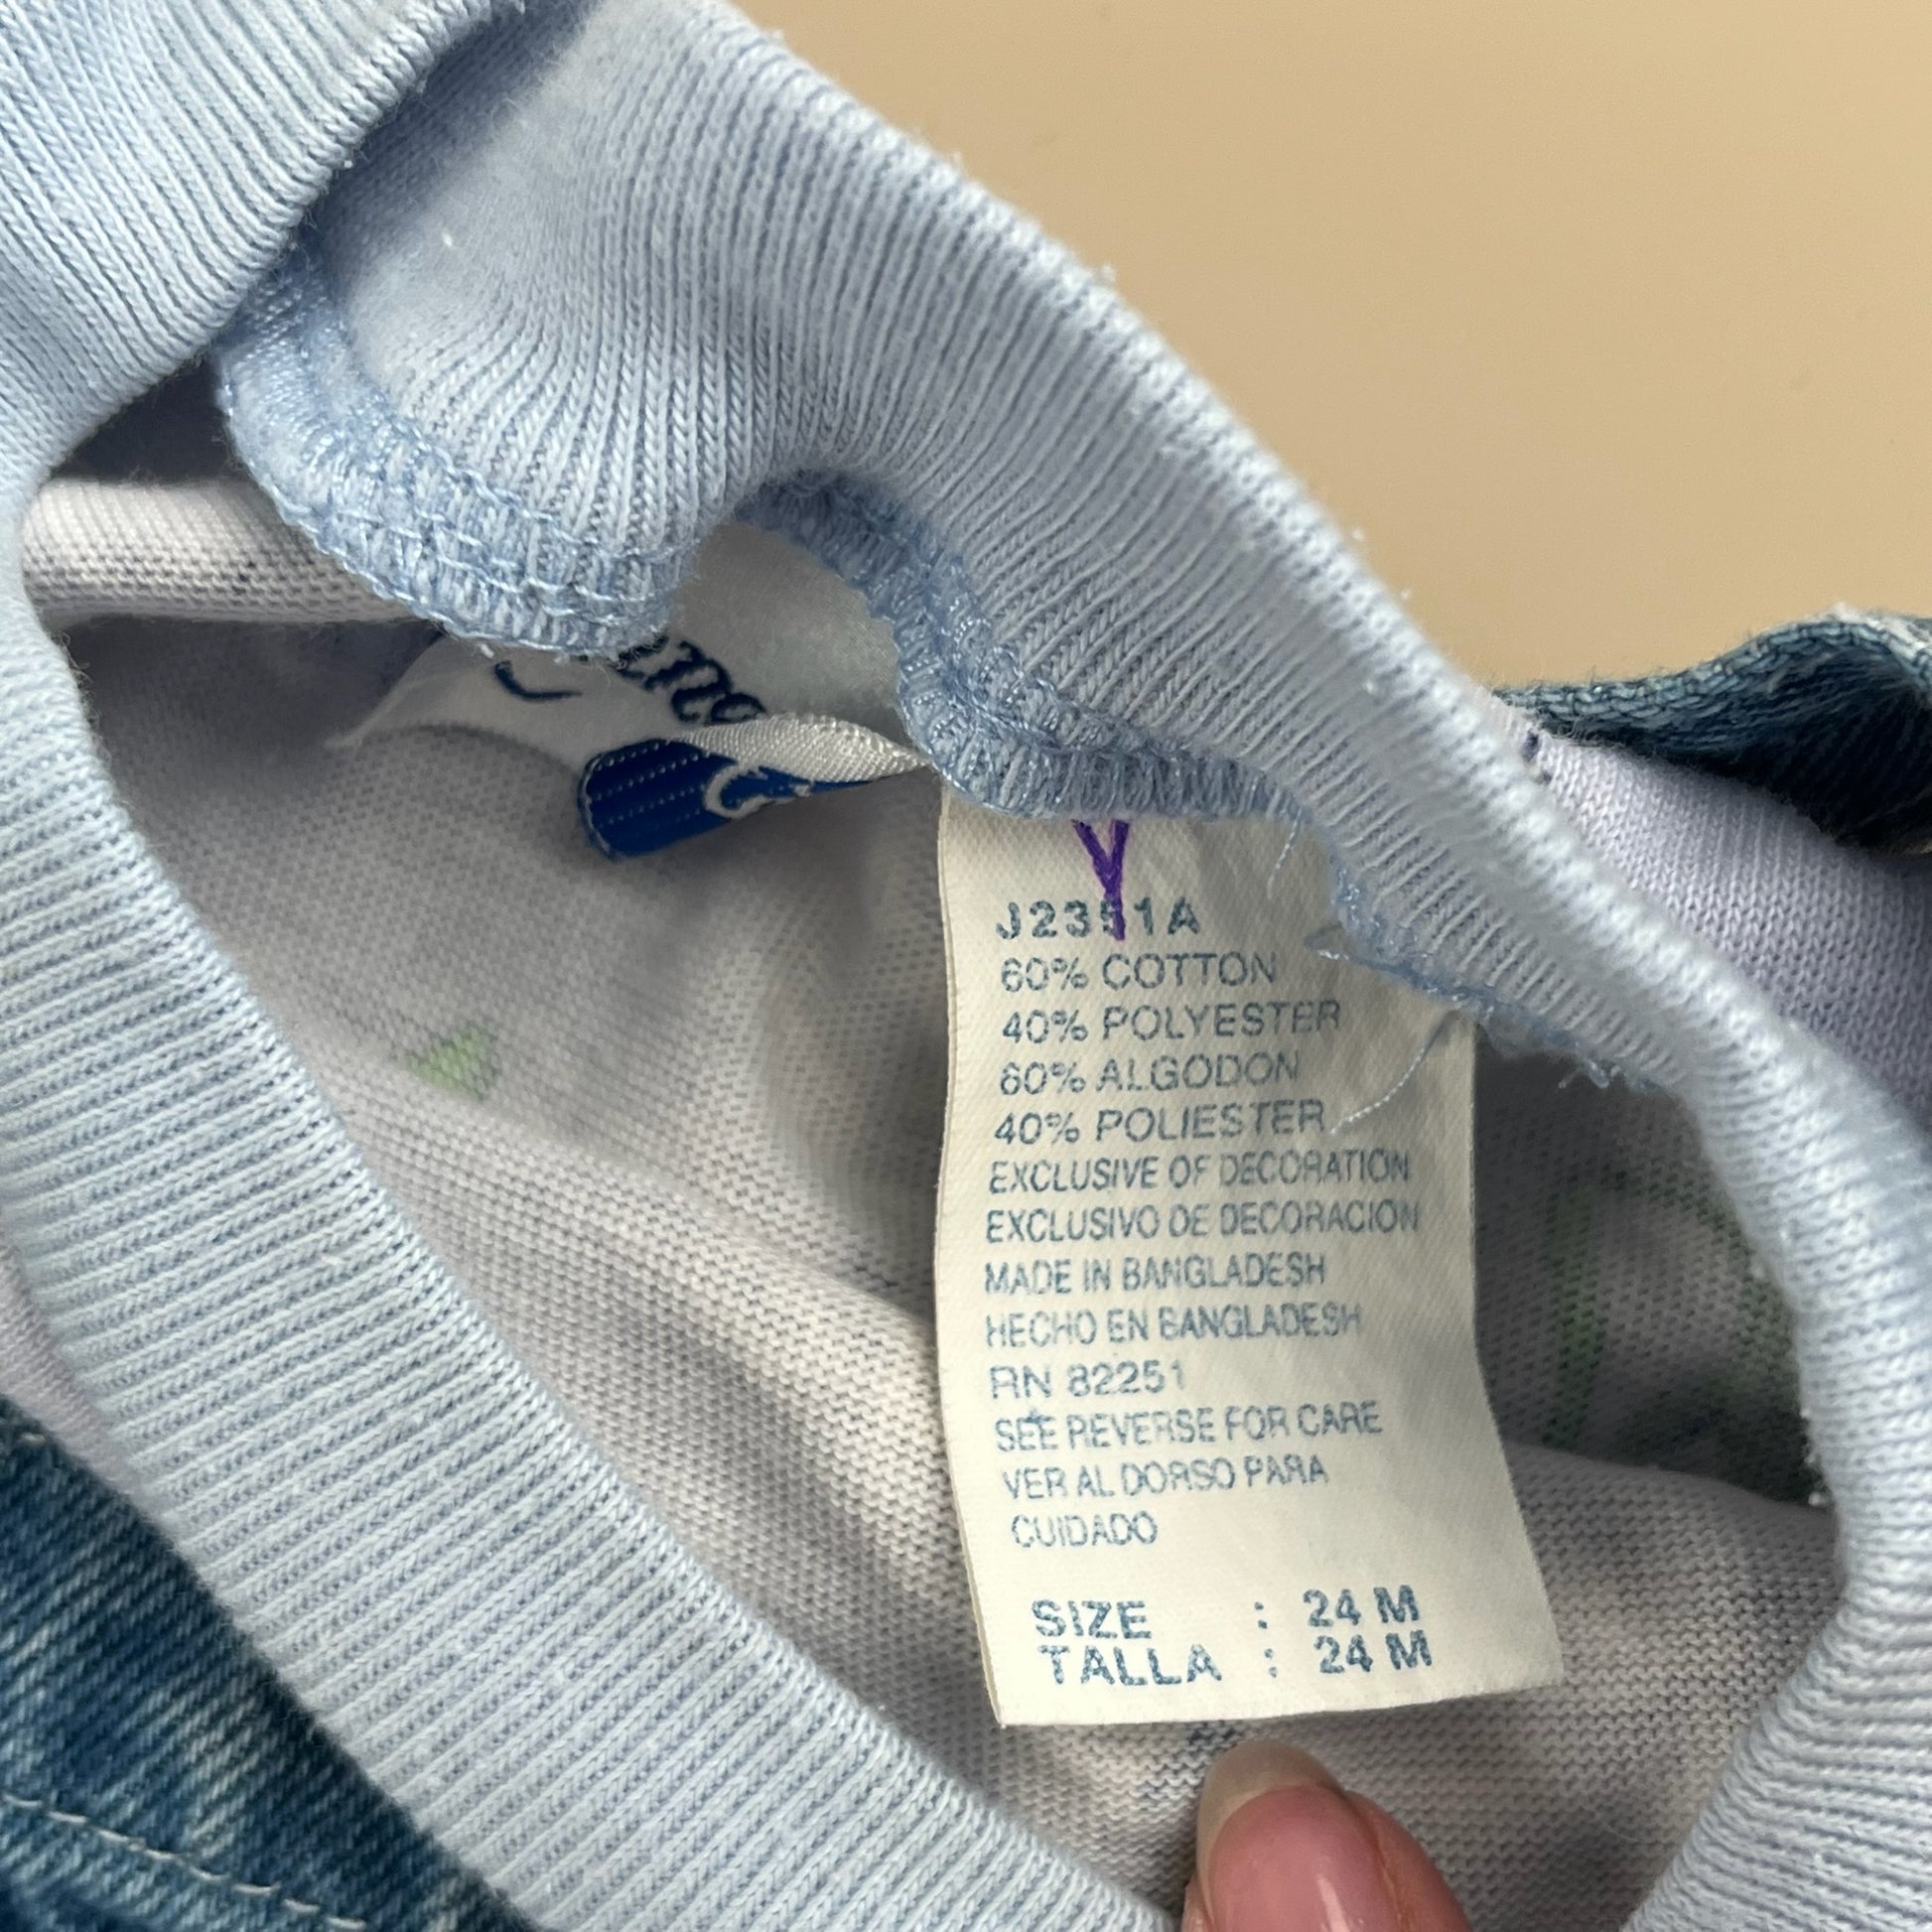 J2351A
60% COTTON
40% POLYESTER
60% ALGODON
40% POLIESTER
EXCLUSIVE OF DECORATION
EXCLUSIVO DE DECORACION
MADE IN BANGLADESH
HECHO EN BANGLADESH
RN 82251
SEE REVERSE FOR CARE
VER AL DORSO PARA
CUIDADO
SIZE : 24 M
TALLA : 24 M